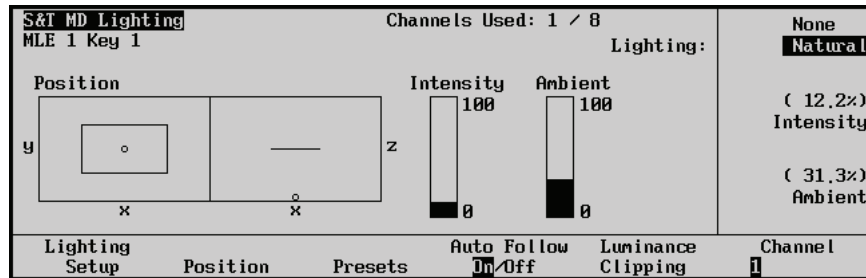 S&T MD Lighting Channels Used: 1 / 8 None
MLE 1 Key 1 Lighting: Natural
Position Intensity Ambient
100 100 ( 12.2%)
Intensity
y z
( 31.3%)
Ambient
x x 0 0
Lighting Auto Follow Luminance Channel
Setup Position Presets On/Off Clipping 1